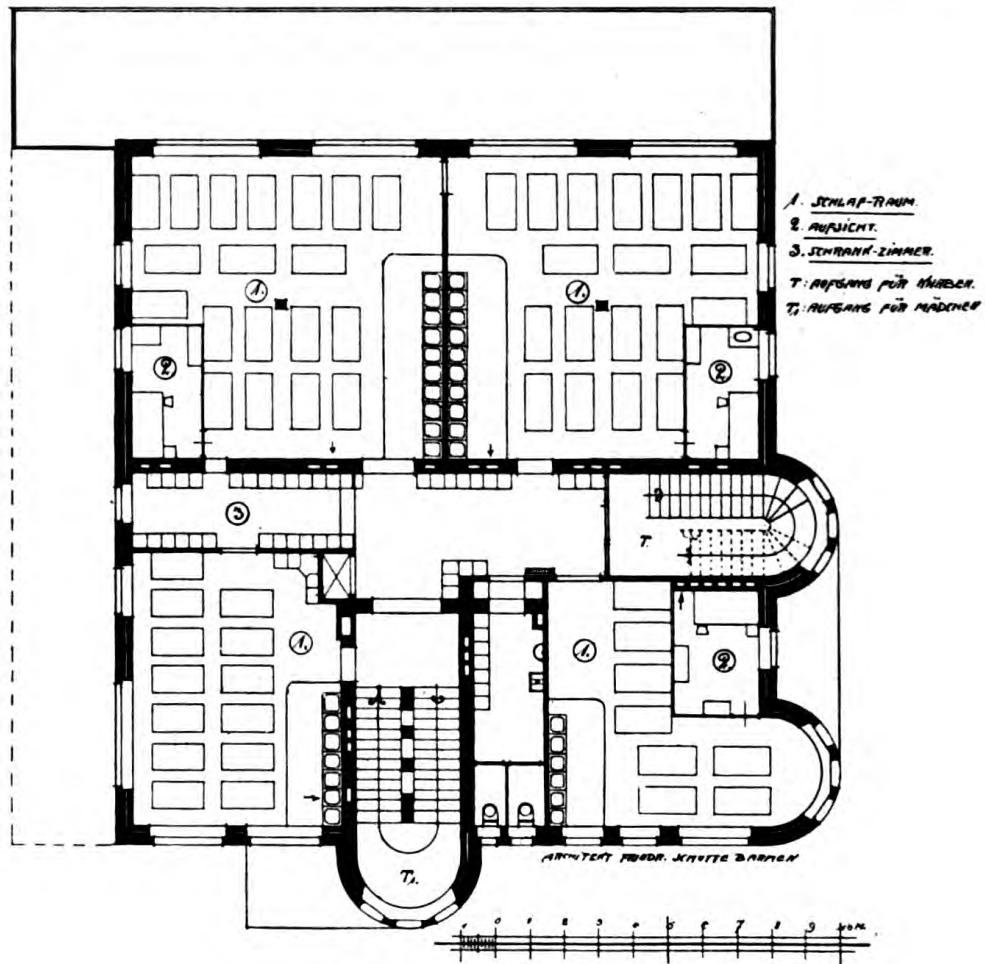 1. SCHLAF-RAUM.
2. AUFSICHT.
3. SCHRANK-ZIMMER.
T: AUFGANG FÜR KNABEN.
T₁: AUFGANG FÜR MÄDCHEN
1.
1.
2
2
3
T.
1.
1.
2
T₁.
ARCHITEKT FRIEDR. SCHUTTE BARMEN
1 0 1 2 3 4 5 6 7 8 9 10 M.